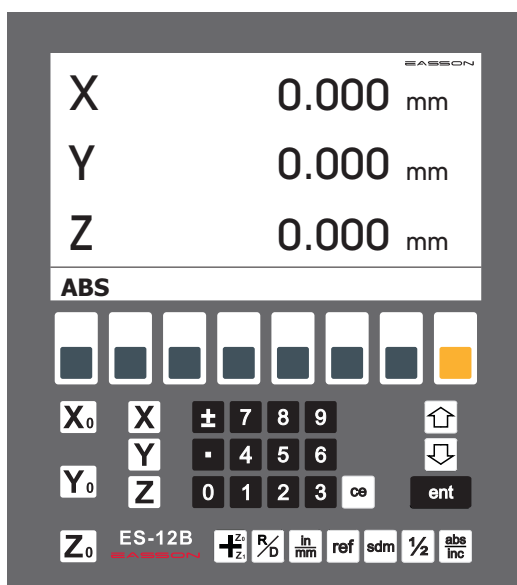 EASSON
X 0.000 mm
Y 0.000 mm
Z 0.000 mm
ABS
X₀ X ± 7 8 9
Y . 4 5 6
Y₀ Z 0 1 2 3 ce ent
Z₀ ES-12B Z₀ Z₁ R/D in/mm ref sdm ½ abs/inc
EASSON